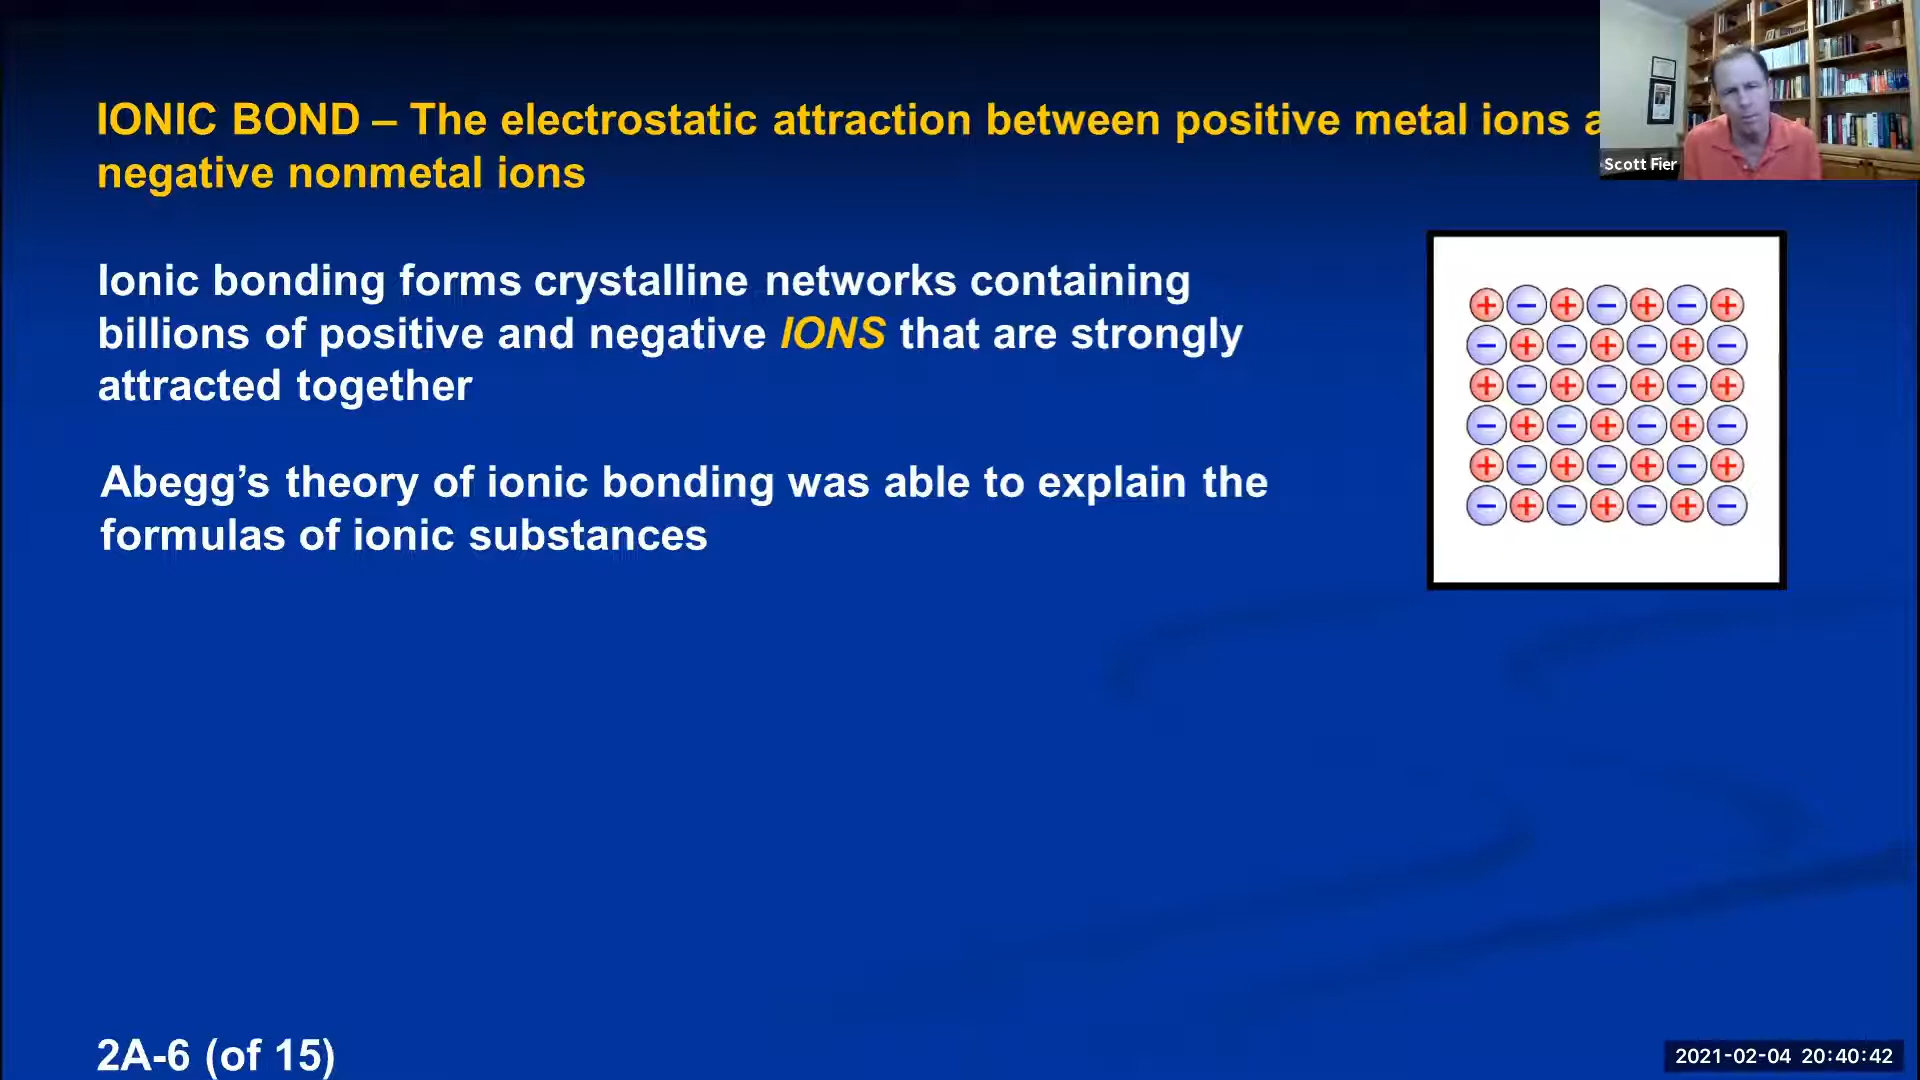 IONIC BOND – The electrostatic attraction between positive metal ions
negative nonmetal ions
Scott Fier
Ionic bonding forms crystalline networks containing
billions of positive and negative IONS that are strongly
attracted together
Abegg’s theory of ionic bonding was able to explain the
formulas of ionic substances
+ − + − + − +
− + − + − + −
+ − + − + − +
− + − + − + −
+ − + − + − +
− + − + − + −
2A-6 (of 15)
2021-02-04 20:40:42